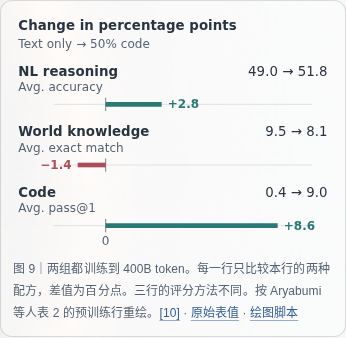 Change in percentage points
Text only → 50% code
NL reasoning 49.0 → 51.8
Avg. accuracy
+2.8
World knowledge 9.5 → 8.1
Avg. exact match
−1.4
Code 0.4 → 9.0
Avg. pass@1
+8.6
0
图 9｜两组都训练到 400B token。每一行只比较本行的两种
配方，差值为百分点。三行的评分方法不同。按 Aryabumi
等人表 2 的预训练行重绘。[10] · 原始表值 · 绘图脚本